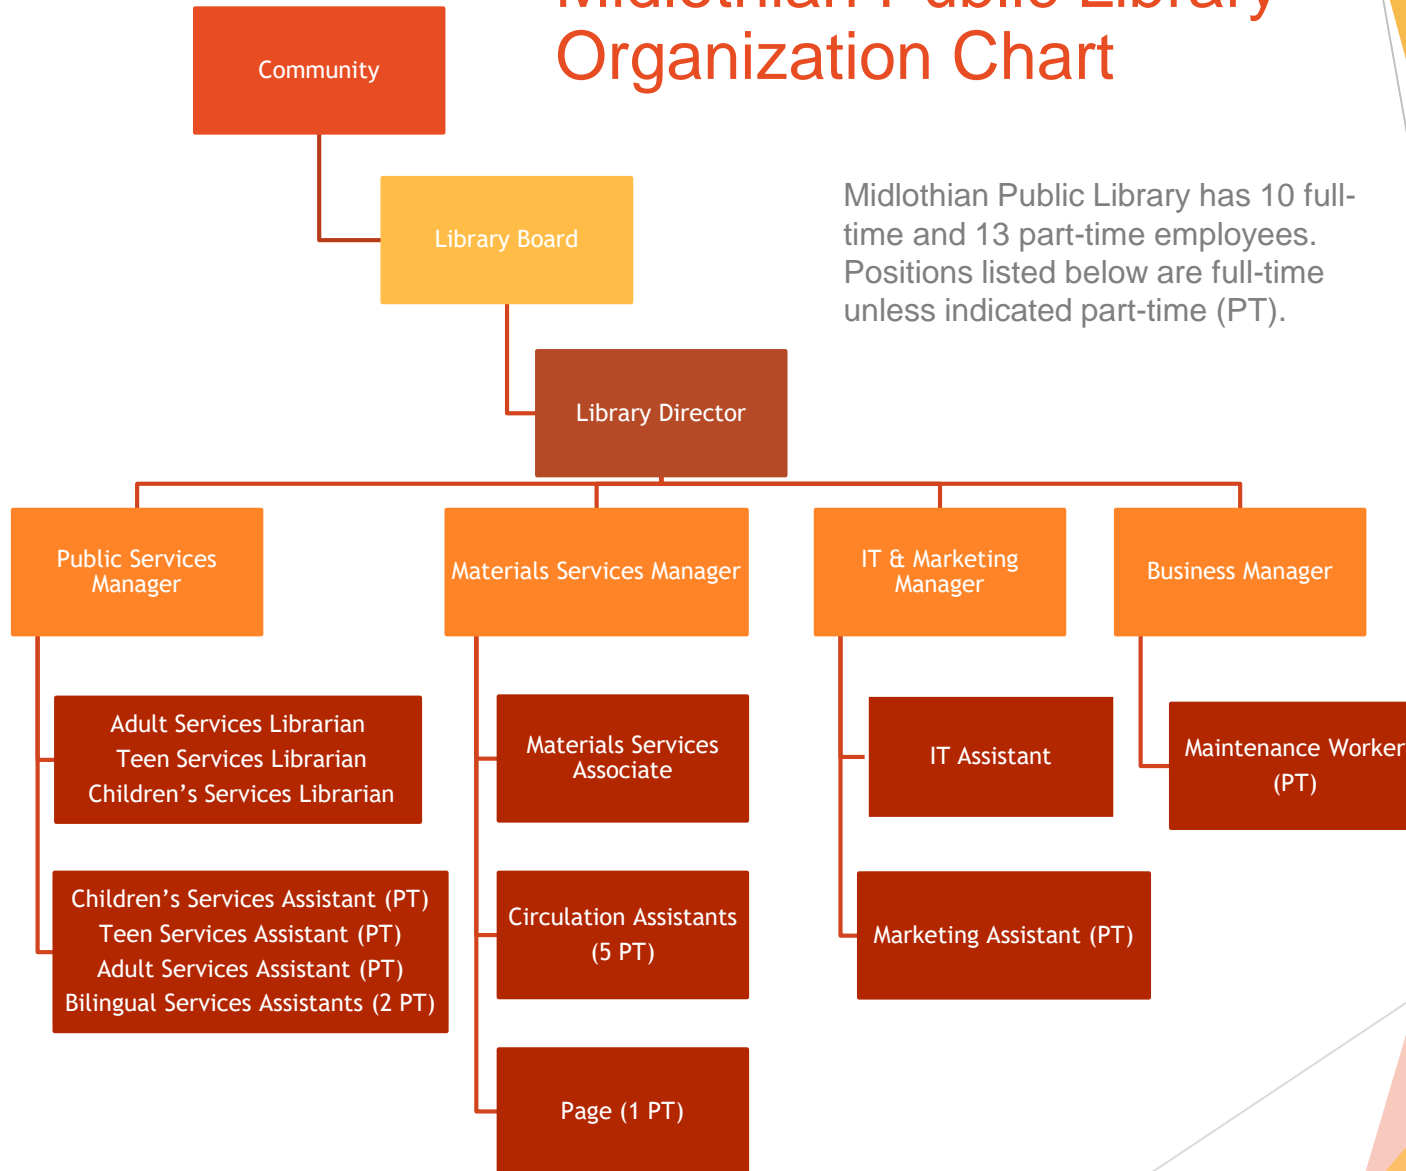 Midlothian Public Library
Organization Chart
Community
Library Board
Midlothian Public Library has 10 full-
time and 13 part-time employees.
Positions listed below are full-time
unless indicated part-time (PT).
Library Director
Public Services
Manager
Materials Services Manager
IT & Marketing
Manager
Business Manager
Adult Services Librarian
Teen Services Librarian
Children's Services Librarian
Children's Services Assistant (PT)
Teen Services Assistant (PT)
Adult Services Assistant (PT)
Bilingual Services Assistants (2 PT)
Materials Services
Associate
Circulation Assistants
(5 PT)
Page (1 PT)
IT Assistant
Marketing Assistant (PT)
Maintenance Worker
(PT)